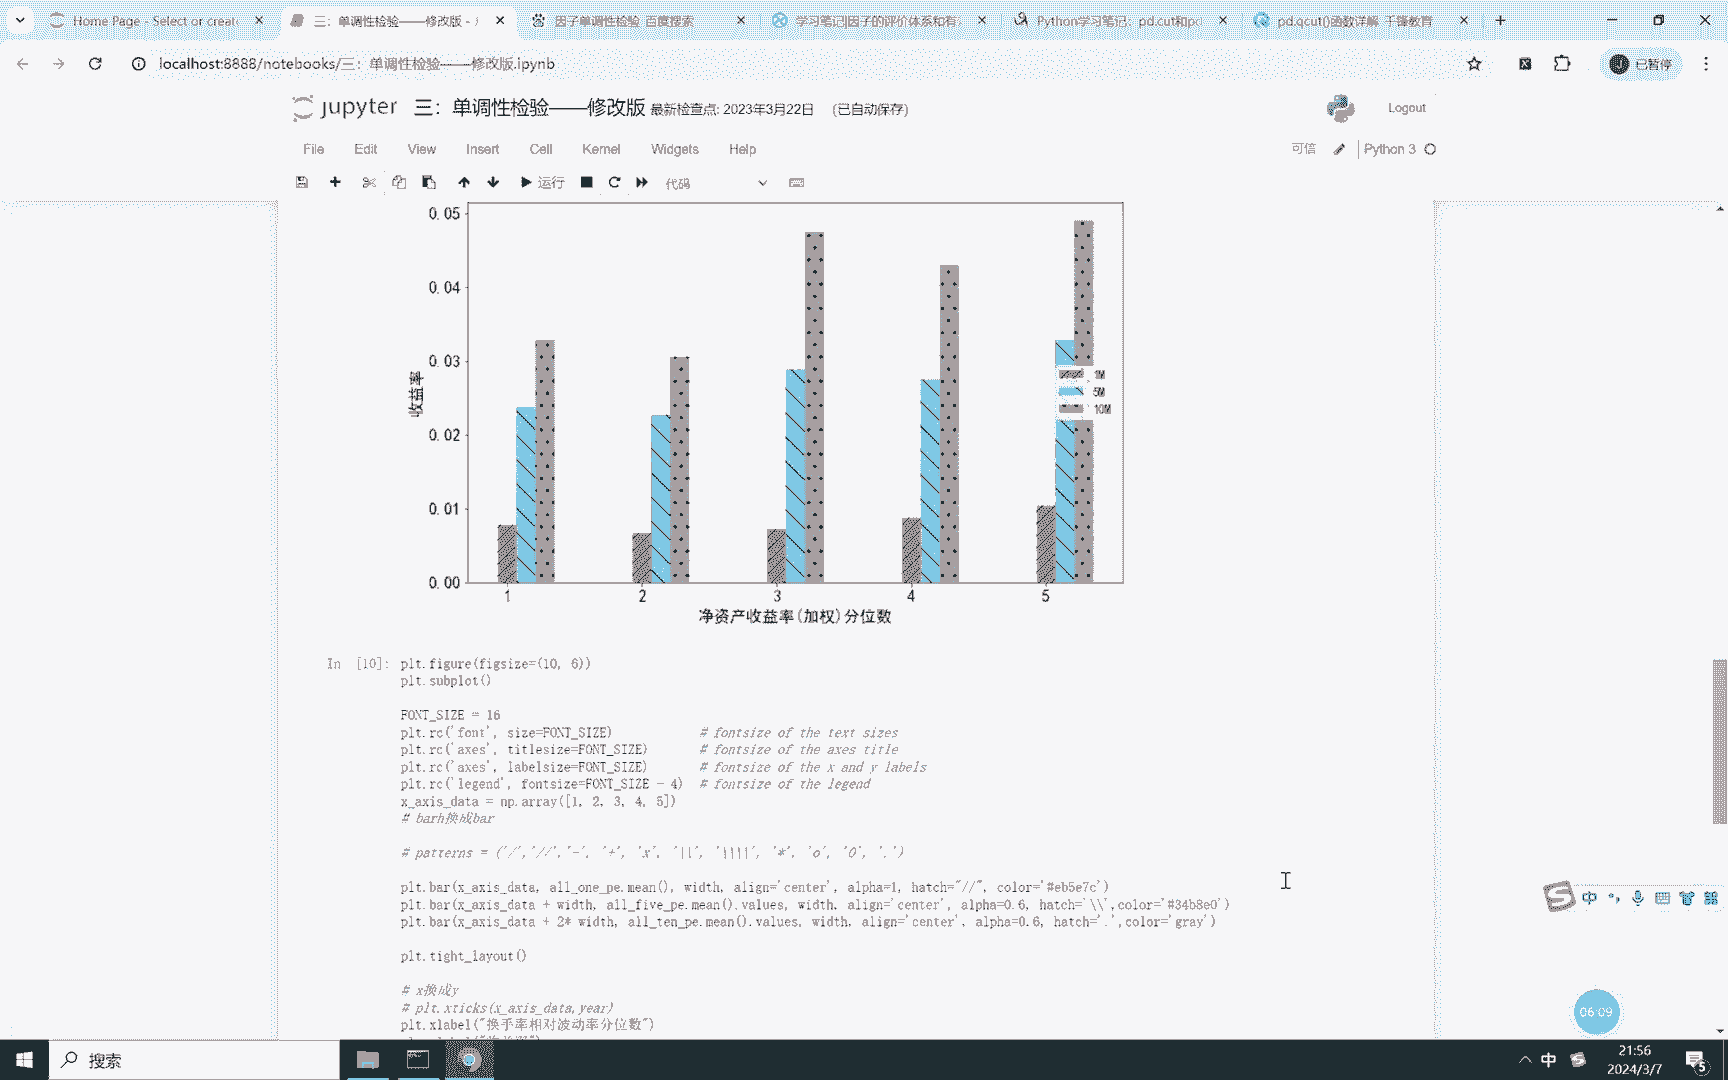 Home Page - Select or creat
三：单调性检验——修改版 -
因子单调性检验_百度搜索
学习笔记|因子的评价体系和有
Python学习笔记：pd.cut和pd
pd.qcut()函数详解-千锋教育
localhost:8888/notebooks/三：单调性检验——修改版.ipynb
已暂停
jupyter 三：单调性检验——修改版 最新检查点: 2023年3月22日 (已自动保存)
Logout
File Edit View Insert Cell Kernel Widgets Help
可信 Python 3
运行 代码
0.05
0.04
0.03
0.02
0.01
0.00
收益率
1M
5M
10M
1 2 3 4 5
净资产收益率(加权)分位数
In [10]: plt.figure(figsize=(10, 6))
plt.subplot()
FONT_SIZE = 16
plt.rc('font', size=FONT_SIZE) # fontsize of the text sizes
plt.rc('axes', titlesize=FONT_SIZE) # fontsize of the axes title
plt.rc('axes', labelsize=FONT_SIZE) # fontsize of the x and y labels
plt.rc('legend', fontsize=FONT_SIZE - 4) # fontsize of the legend
x_axis_data = np.array([1, 2, 3, 4, 5])
# barh换成bar
# patterns = ('/','//','-', '+', 'x', '||', '\\\\', '*', 'o', 'O', '.')
plt.bar(x_axis_data, all_one_pe.mean(), width, align='center', alpha=1, hatch="//", color='#eb5e7c')
plt.bar(x_axis_data + width, all_five_pe.mean().values, width, align='center', alpha=0.6, hatch='\\',color='#34b8e0')
plt.bar(x_axis_data + 2* width, all_ten_pe.mean().values, width, align='center', alpha=0.6, hatch='.',color='gray')
plt.tight_layout()
# x换成y
# plt.xticks(x_axis_data,year)
plt.xlabel("换手率相对波动率分位数")
中
06:09
搜索
中
21:56
2024/3/7
5